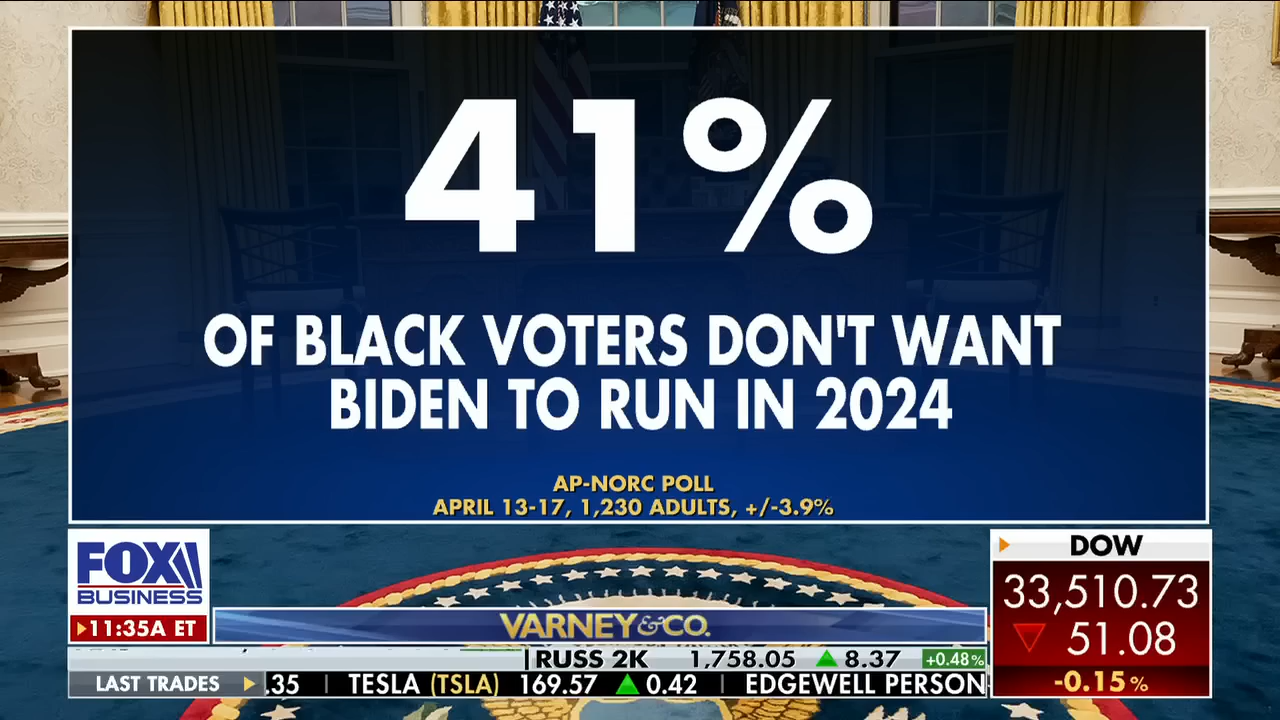 41%
OF BLACK VOTERS DON'T WANT
BIDEN TO RUN IN 2024
AP-NORC POLL
APRIL 13-17, 1,230 ADULTS, +/-3.9%
FOX
BUSINESS
11:35A ET
VARNEY & CO.
DOW
33,510.73
51.08
-0.15%
RUSS 2K 1,758.05 8.37 +0.48%
LAST TRADES .35 | TESLA (TSLA) 169.57 0.42 | EDGEWELL PERSON